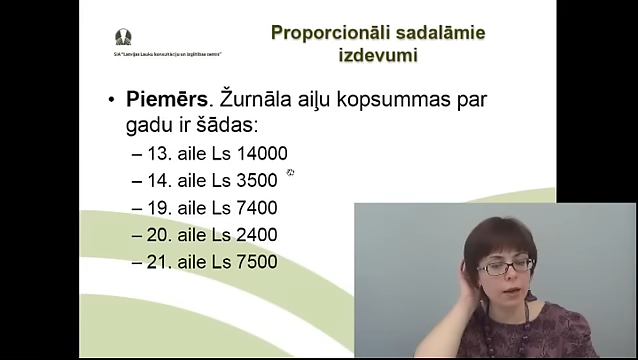 Proporcionāli sadalāmie
izdevumi
SIA "Latvijas Lauku konsultāciju un izglītības centrs"
• Piemērs. Žurnāla aiļu kopsummas par
gadu ir šādas:
– 13. aile Ls 14000
– 14. aile Ls 3500
– 19. aile Ls 7400
– 20. aile Ls 2400
– 21. aile Ls 7500